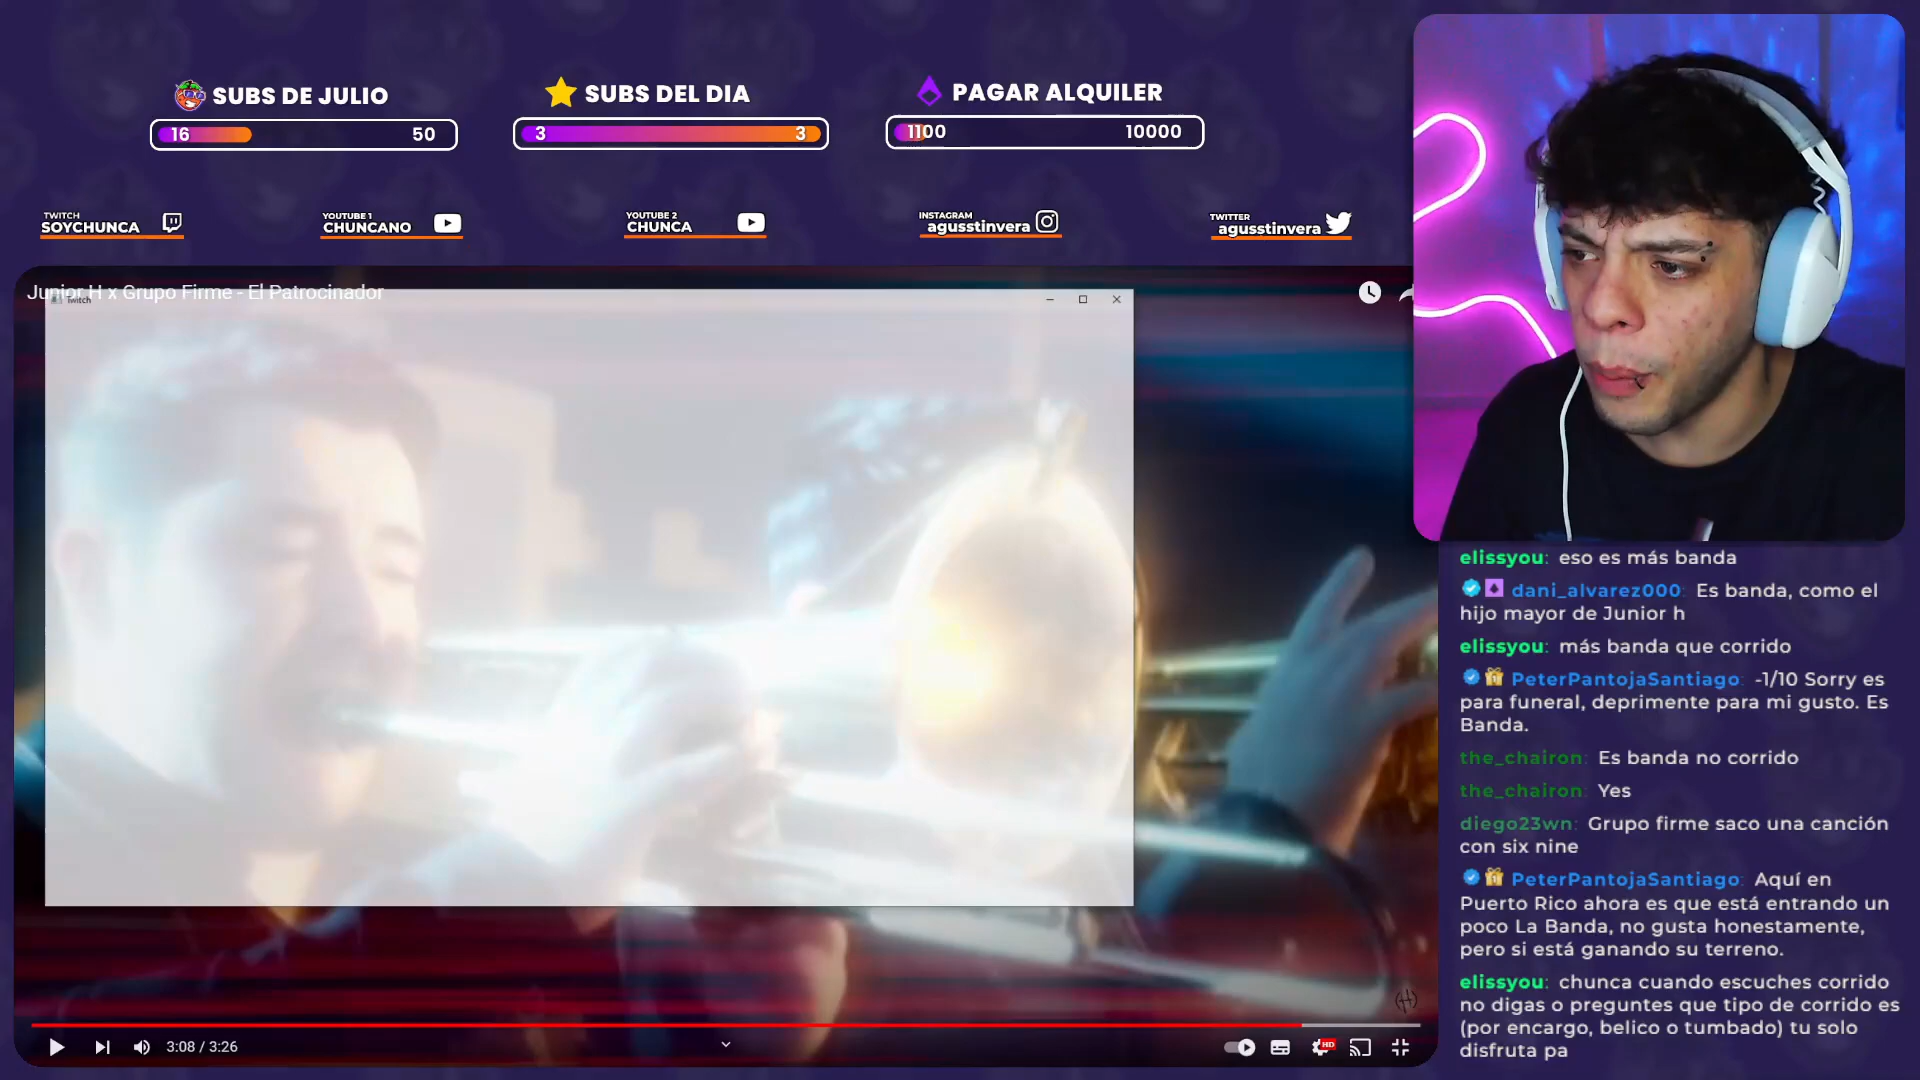 SUBS DE JULIO
16 50
SUBS DEL DIA
3 3
PAGAR ALQUILER
1100 10000
TWITCH
SOYCHUNCA
YOUTUBE 1
CHUNCANO
YOUTUBE 2
CHUNCA
INSTAGRAM
agusstinvera
TWITTER
agusstinvera
Junior H x Grupo Firme - El Patrocinador
Twitch
elissyou: eso es más banda
dani_alvarez000: Es banda, como el
hijo mayor de Junior h
elissyou: más banda que corrido
PeterPantojaSantiago: -1/10 Sorry es
para funeral, deprimente para mi gusto. Es
Banda.
the_chairon: Es banda no corrido
the_chairon: Yes
diego23wn: Grupo firme saco una canción
con six nine
PeterPantojaSantiago: Aquí en
Puerto Rico ahora es que está entrando un
poco La Banda, no gusta honestamente,
pero si está ganando su terreno.
elissyou: chunca cuando escuches corrido
no digas o preguntes que tipo de corrido es
(por encargo, belico o tumbado) tu solo
disfruta pa
3:08 / 3:26
HD